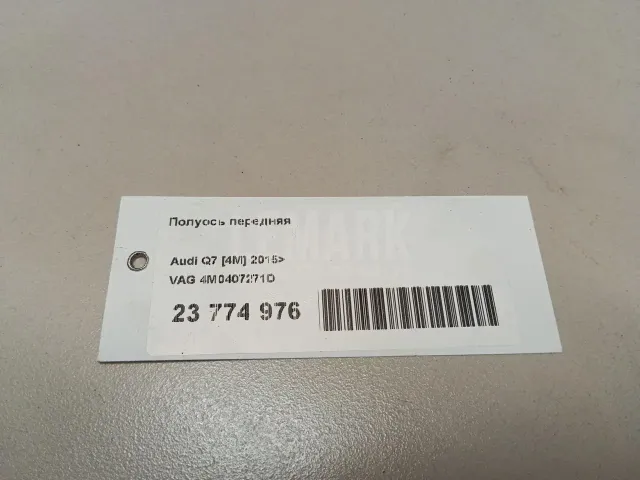 Полуось передняя
Audi Q7 [4M] 2015>
VAG 4M0407271D
23 774 976